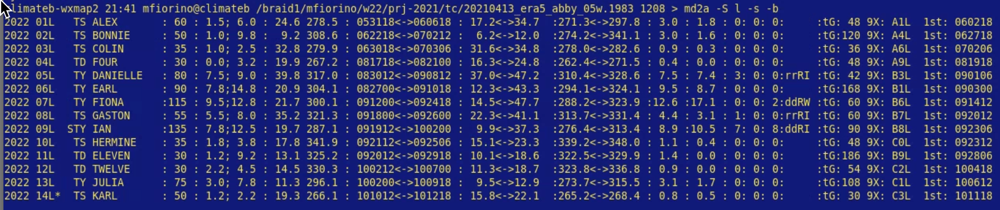 climateb-wxmap2 21:41 mfiorino@climateb /braid1/mfiorino/w22/prj-2021/tc/20210413_era5_abby_05w.1983 1208 > md2a -S l -s -b
2022 01L   TS ALEX       : 60 : 1.5; 6.0 : 24.6 278.5 : 053118<->060618 : 17.2<->34.7  :271.3<->297.8 : 3.0 : 1.8 : 0: 0: 0:     :tG: 48 9X: A1L  1st: 060218
2022 02L   TS BONNIE     : 50 : 1.0; 9.8 :  9.2 308.6 : 062218<->070212 :  6.2<->12.0  :274.2<->341.1 : 3.0 : 1.6 : 0: 0: 0:     :tG:120 9X: A4L  1st: 062718
2022 03L   TS COLIN      : 35 : 1.0; 2.5 : 32.8 279.9 : 063018<->070306 : 31.6<->34.8  :278.0<->282.6 : 0.9 : 0.3 : 0: 0: 0:     :tG: 36 9X: A6L  1st: 070206
2022 04L   TD FOUR       : 30 : 0.0; 3.2 : 19.9 267.2 : 081718<->082100 : 16.3<->24.8  :262.4<->271.5 : 0.4 : 0.0 : 0: 0: 0:     :tG: 48 9X: A9L  1st: 081918
2022 05L   TY DANIELLE   : 80 : 7.5; 9.0 : 39.8 317.0 : 083012<->090812 : 37.0<->47.2  :310.4<->328.6 : 7.5 : 7.4 : 3: 0: 0:rrRI :tG: 42 9X: B3L  1st: 090106
2022 06L   TY EARL       : 90 : 7.8;14.8 : 20.9 304.1 : 082700<->091018 : 12.3<->43.3  :294.1<->324.1 : 9.5 : 8.7 : 0: 0: 0:     :tG:168 9X: B1L  1st: 090300
2022 07L   TY FIONA      :115 : 9.5;12.8 : 21.7 300.1 : 091200<->092418 : 14.5<->47.7  :288.2<->323.9 :12.6 :17.1 : 0: 0: 2:ddRW :tG: 60 9X: B6L  1st: 091412
2022 08L   TS GASTON     : 55 : 5.5; 8.0 : 35.2 321.3 : 091800<->092600 : 22.3<->41.1  :313.7<->331.4 : 4.4 : 3.1 : 1: 0: 0:rrRI :tG: 60 9X: B7L  1st: 092012
2022 09L  STY IAN        :135 : 7.8;12.5 : 19.7 287.1 : 091912<->100200 :  9.9<->37.3  :276.4<->313.4 : 8.9 :10.5 : 7: 0: 8:ddRI :tG: 90 9X: B8L  1st: 092306
2022 10L   TS HERMINE    : 35 : 1.8; 3.8 : 17.8 341.9 : 092112<->092506 : 15.1<->23.3  :339.2<->348.0 : 1.1 : 0.4 : 0: 0: 0:     :tG: 48 9X: C0L  1st: 092312
2022 11L   TD ELEVEN     : 30 : 1.2; 9.2 : 13.1 325.2 : 092012<->092918 : 10.1<->18.6  :322.5<->329.9 : 1.4 : 0.0 : 0: 0: 0:     :tG:186 9X: B9L  1st: 092806
2022 12L   TD TWELVE     : 30 : 2.2; 4.5 : 14.5 330.3 : 100212<->100700 : 11.3<->18.7  :323.8<->336.8 : 0.9 : 0.0 : 0: 0: 0:     :tG: 54 9X: C2L  1st: 100418
2022 13L   TY JULIA      : 75 : 3.0; 7.8 : 11.3 296.1 : 100200<->100918 :  9.5<->12.9  :273.7<->315.5 : 3.1 : 1.7 : 0: 0: 0:     :tG:108 9X: C1L  1st: 100612
2022 14L*  TS KARL       : 50 : 1.2; 2.2 : 19.3 266.1 : 101012<->101218 : 15.8<->22.1  :265.2<->268.4 : 0.8 : 0.5 : 0: 0: 0:     :tG: 30 9X: C3L  1st: 101118